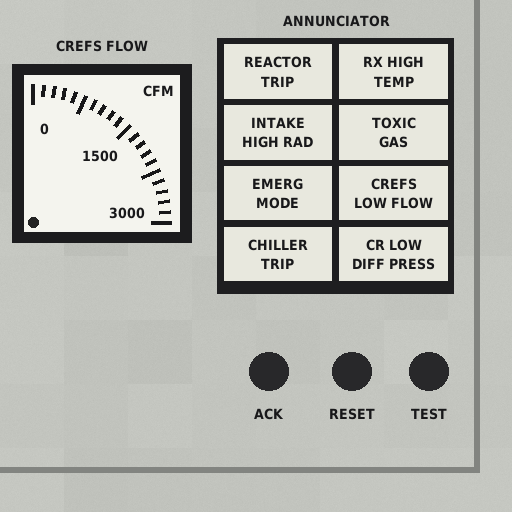 ANNUNCIATOR
CREFS FLOW
CFM
0
1500
3000
REACTOR
TRIP
RX HIGH
TEMP
INTAKE
HIGH RAD
TOXIC
GAS
EMERG
MODE
CREFS
LOW FLOW
CHILLER
TRIP
CR LOW
DIFF PRESS
ACK
RESET
TEST